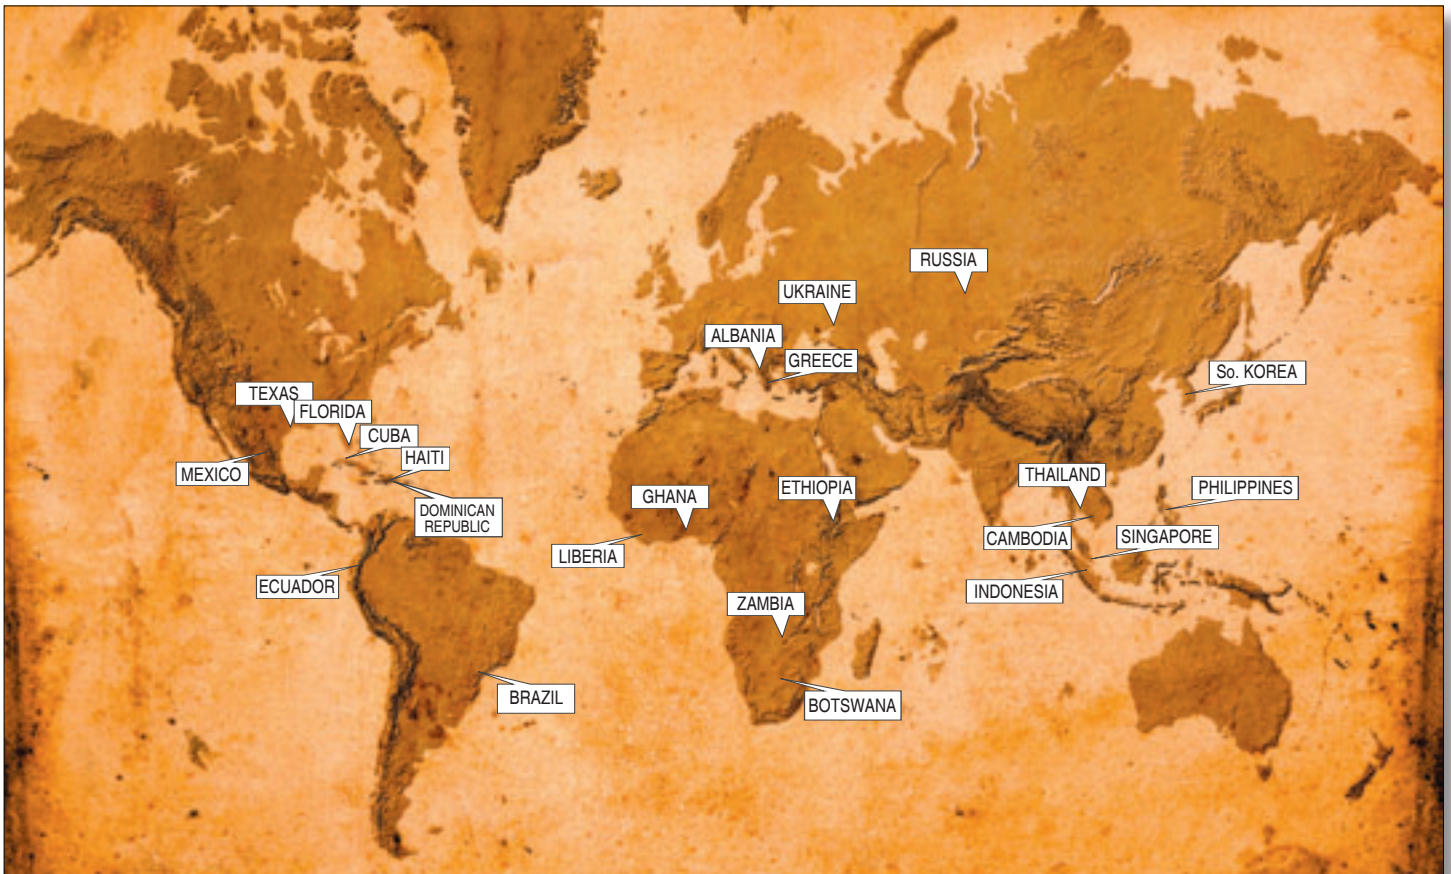 RUSSIA
UKRAINE
ALBANIA
GREECE
So. KOREA
TEXAS
FLORIDA
CUBA
HAITI
MEXICO
DOMINICAN
REPUBLIC
GHANA
ETHIOPIA
THAILAND
PHILIPPINES
LIBERIA
CAMBODIA
SINGAPORE
ECUADOR
INDONESIA
ZAMBIA
BRAZIL
BOTSWANA